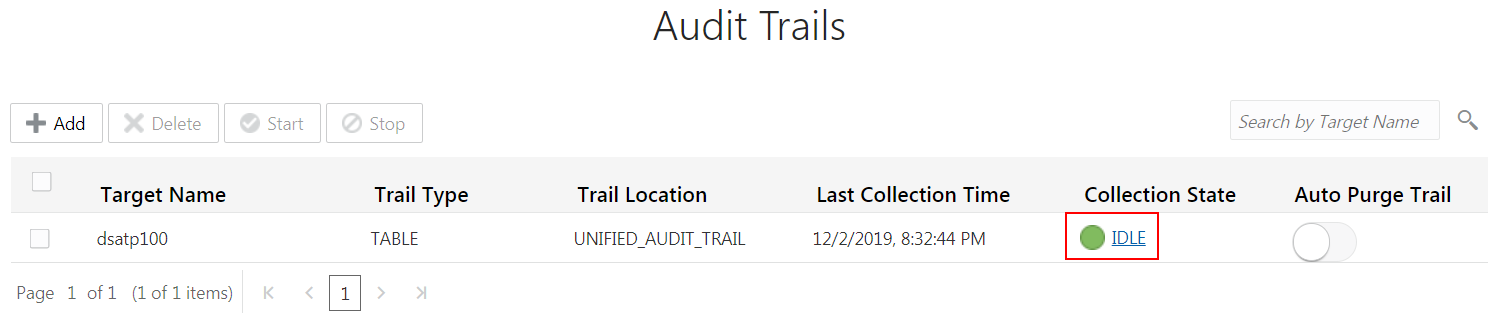 Audit Trails
Add Delete Start Stop Search by Target Name
Target Name Trail Type Trail Location Last Collection Time Collection State Auto Purge Trail
dsatp100 TABLE UNIFIED_AUDIT_TRAIL 12/2/2019, 8:32:44 PM IDLE
Page 1 of 1 (1 of 1 items) 1